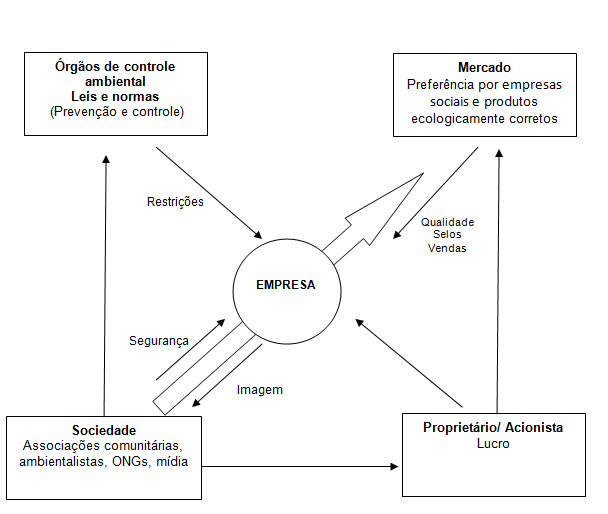 Órgãos de controle
ambiental
Leis e normas
(Prevenção e controle)
Mercado
Preferência por empresas
sociais e produtos
ecologicamente corretos
Restrições
Qualidade
Selos
Vendas
EMPRESA
Segurança
Imagem
Sociedade
Associações comunitárias,
ambientalistas, ONGs, mídia
Proprietário/ Acionista
Lucro